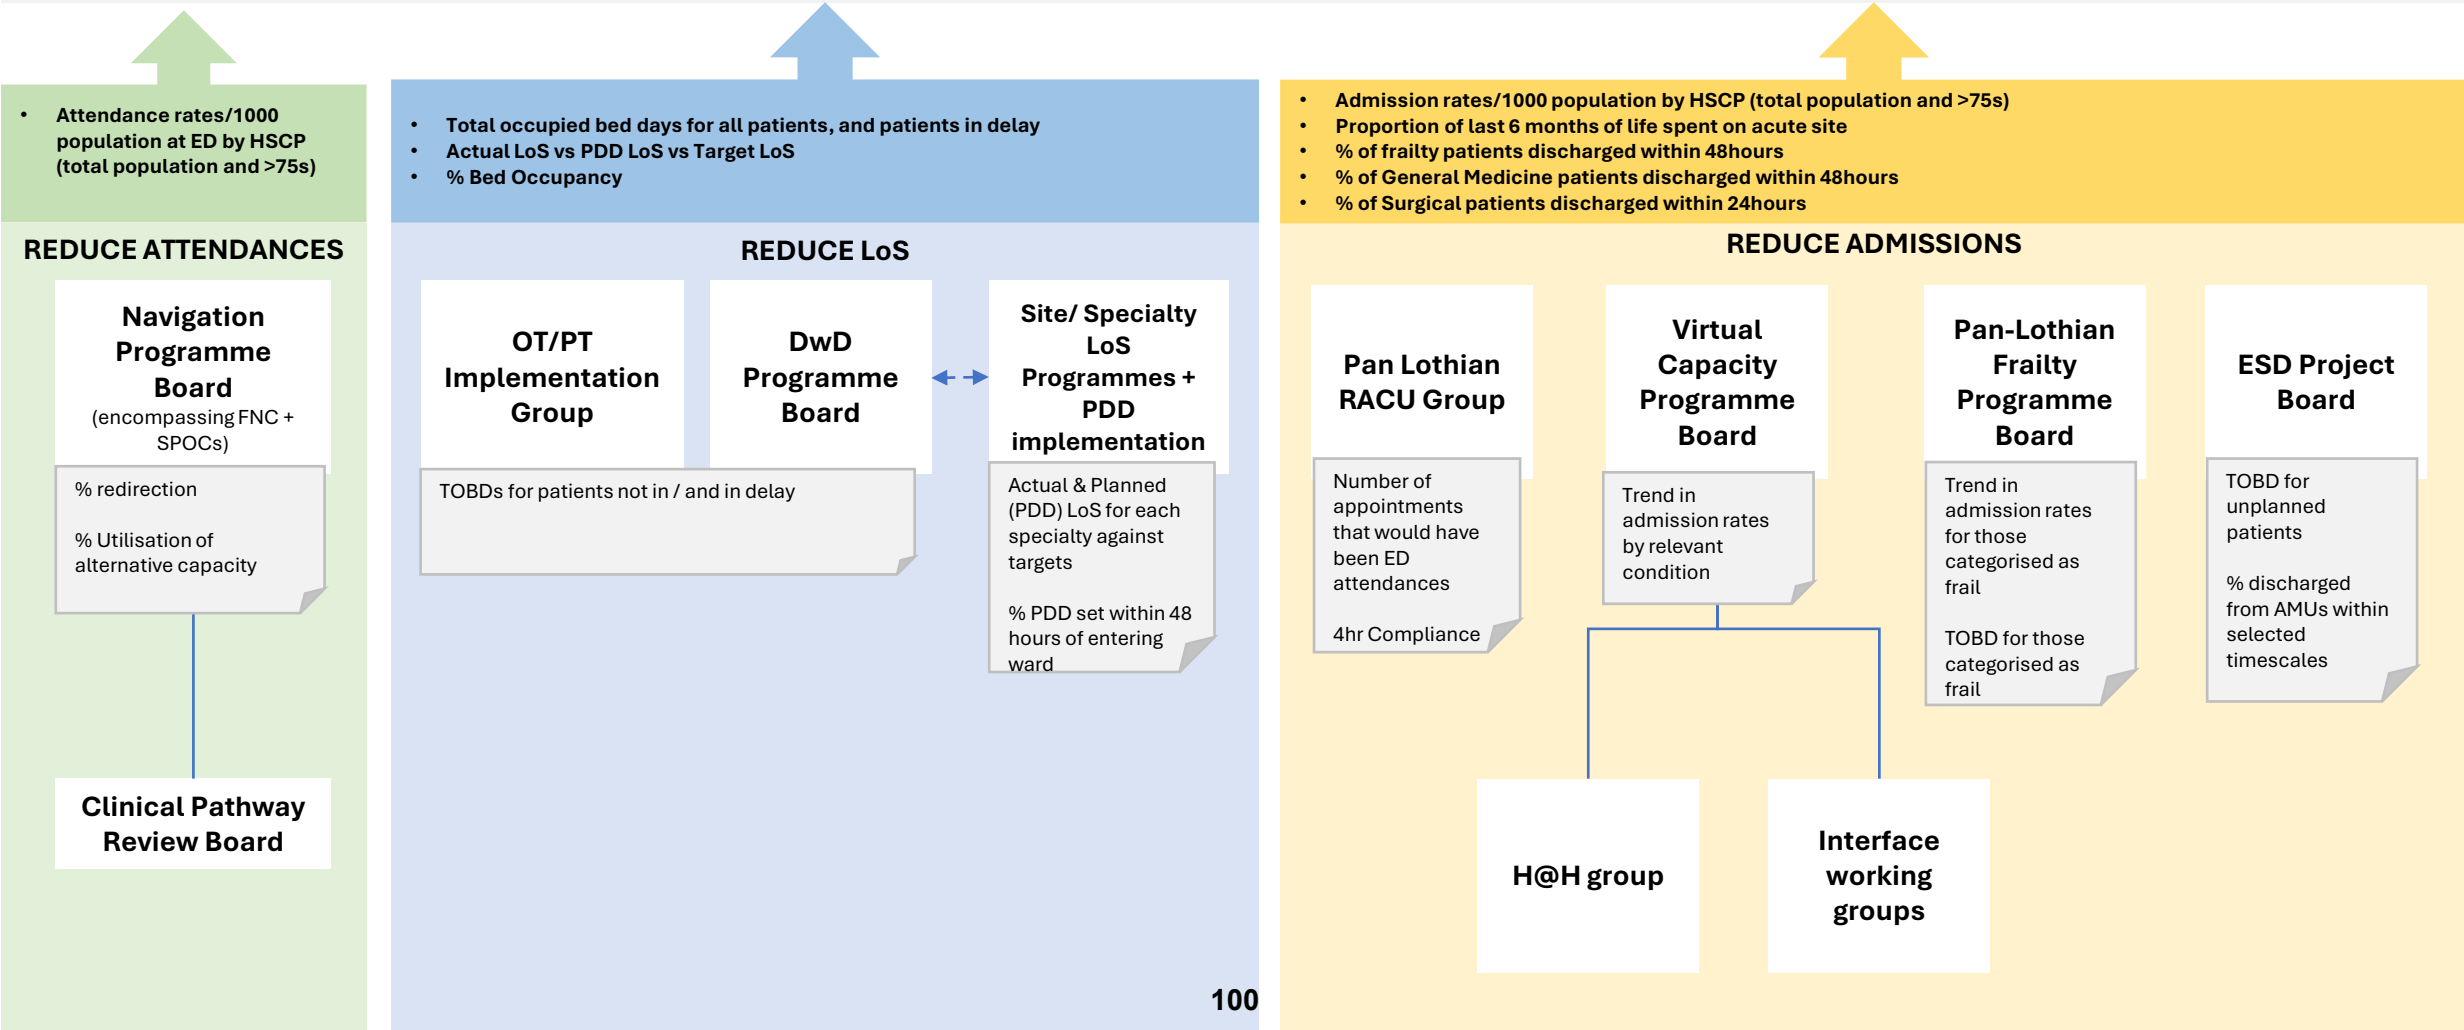 • Attendance rates/1000
population at ED by HSCP
(total population and >75s)
REDUCE ATTENDANCES
Navigation
Programme
Board
(encompassing FNC +
SPOCs)
% redirection
% Utilisation of
alternative capacity
Clinical Pathway
Review Board
• Total occupied bed days for all patients, and patients in delay
• Actual LoS vs PDD LoS vs Target LoS
• % Bed Occupancy
REDUCE LoS
OT/PT
Implementation
Group
DwD
Programme
Board
TOBDs for patients not in / and in delay
Site/ Specialty
LoS
Programmes +
PDD
implementation
Actual & Planned
(PDD) LoS for each
specialty against
targets
% PDD set within 48
hours of entering
ward
100
• Admission rates/1000 population by HSCP (total population and >75s)
• Proportion of last 6 months of life spent on acute site
• % of frailty patients discharged within 48hours
• % of General Medicine patients discharged within 48hours
• % of Surgical patients discharged within 24hours
REDUCE ADMISSIONS
Pan Lothian
RACU Group
Number of
appointments
that would have
been ED
attendances
4hr Compliance
Virtual
Capacity
Programme
Board
Trend in
admission rates
by relevant
condition
H@H group
Interface
working
groups
Pan-Lothian
Frailty
Programme
Board
Trend in
admission rates
for those
categorised as
frail
TOBD for those
categorised as
frail
ESD Project
Board
TOBD for
unplanned
patients
% discharged
from AMUs within
selected
timescales